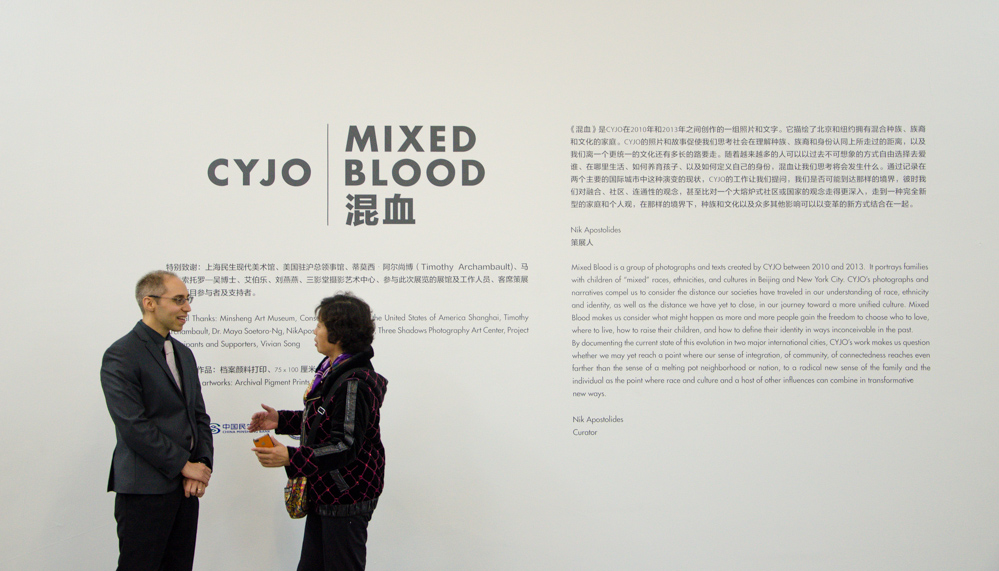 CYJO
MIXED
BLOOD
混血
特别致谢：上海民生现代美术馆、美国驻沪总领事馆、蒂莫西·阿尔尚博（Timothy Archambault)、马
索托罗—吴博士、艾伯乐、刘燕燕、三影堂摄影艺术中心、参与此次展览的展馆及工作人员、客席策展
目参与者及支持者。
Thanks: Minsheng Art Museum, the United States of America Shanghai, Timothy
chambault, Dr. Maya Soetoro-Ng, Three Shadows Photography Art Center, Project
ipants and Supporters, Vivian Song
作品：档案颜料打印、75 x 100 厘米
artworks: Archival Pigment Prints
中国民生
《混血》是CYJO在2010年和2013年之间创作的一组照片和文字。它描绘了北京和纽约拥有混合种族、族裔
和文化的家庭。CYJO的照片和故事促使我们思考社会在理解种族、族裔和身份认同上所走过的距离，以及
我们离一个更统一的文化还有多长的路要走。随着越来越多的人可以以过去不可想象的方式自由选择去爱
谁、在哪里生活、如何养育孩子、以及如何定义自己的身份，混血让我们思考将会发生什么。通过记录在
两个主要的国际城市中这种演变的现状，CYJO的工作让我们提问，我们是否可能到达那样的境界，彼时我
们对融合、社区、连通性的观念，甚至比对一个大熔炉式社区或国家的观念走得更深入，走到一种完全新
型的家庭和个人观。在那样的境界下，种族和文化以及众多其他影响可以以变革的新方式结合在一起。
Nik Apostolides
策展人
Mixed Blood is a group of photographs and texts created by CYJO between 2010 and 2013. It portrays families
with children of "mixed" races, ethnicities, and cultures in Beijing and New York City. CYJO's photographs and
narratives compel us to consider the distance our societies have traveled in our understanding of race, ethnicity
and identity, as well as the distance we have yet to close, in our journey toward a more unified culture. Mixed
Blood makes us consider what might happen as more and more people gain the freedom to choose who to love,
where to live, how to raise their children, and how to define their identity in ways inconceivable in the past.
By documenting the current state of this evolution in two major international cities, CYJO's work makes us question
whether we may yet reach a point where our sense of integration, of community, of connectedness reaches even
farther than the sense of a melting pot neighborhood or nation, to a radical new sense of the family and the
individual as the point where race and culture and a host of other influences can combine in transformative
new ways.
Nik Apostolides
Curator